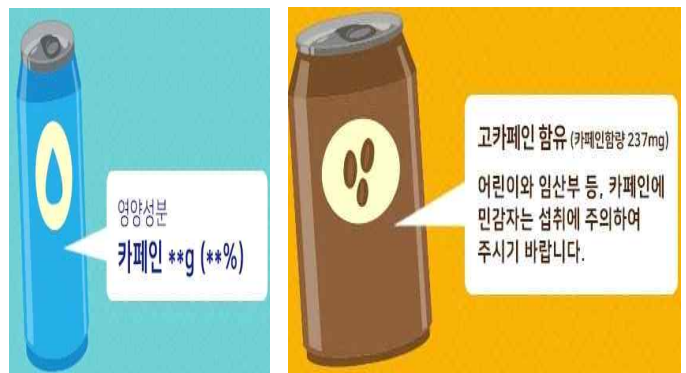 영양성분
카페인 **g (**%)
고카페인 함유 (카페인함량 237mg)
어린이와 임산부 등, 카페인에
민감자는 섭취에 주의하여
주시기 바랍니다.